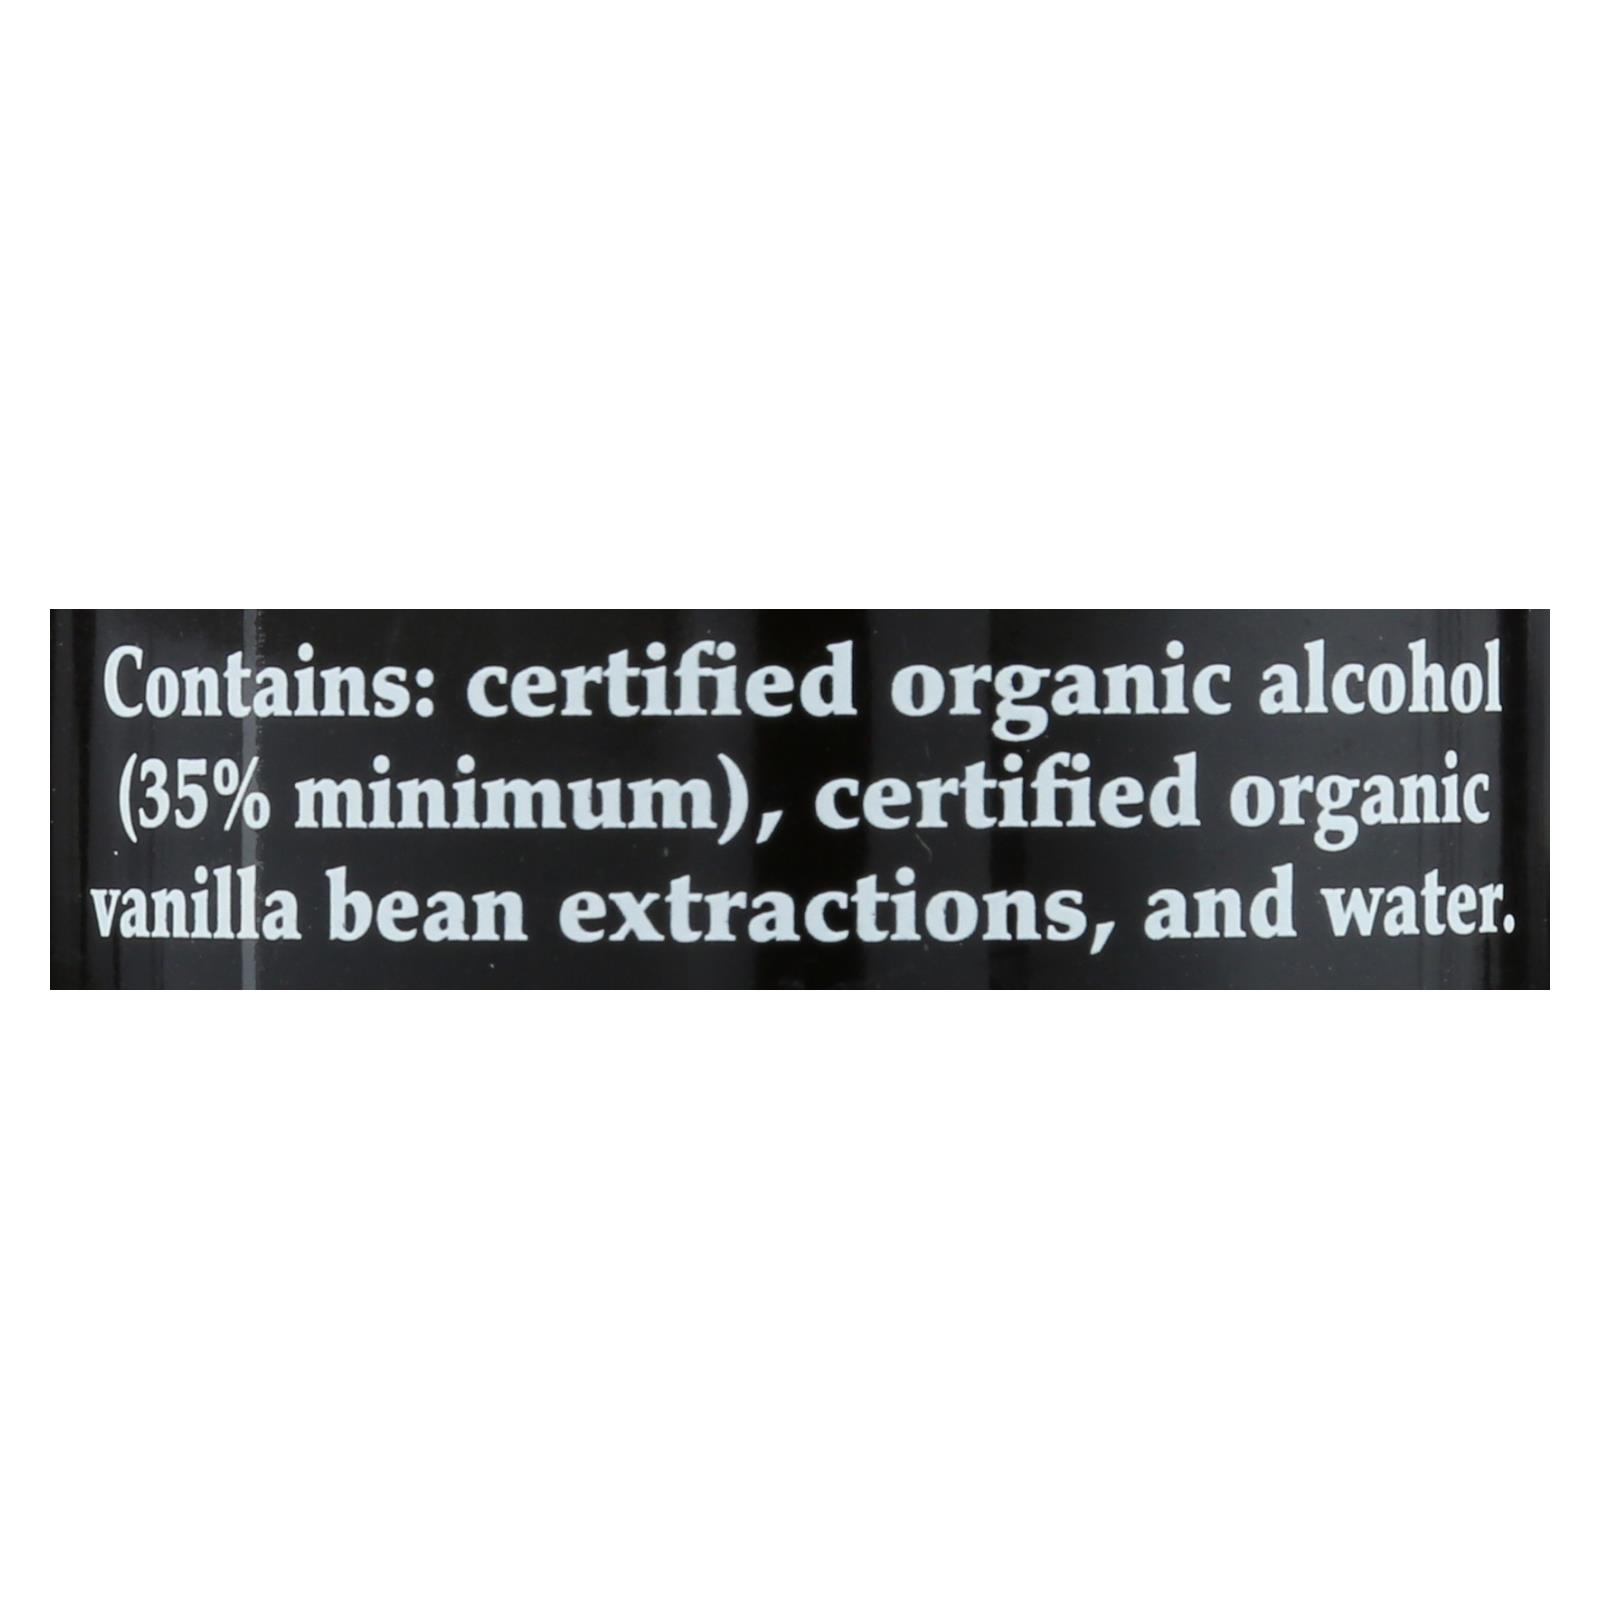 Contains: certified organic alcohol
(35% minimum), certified organic
vanilla bean extractions, and water.